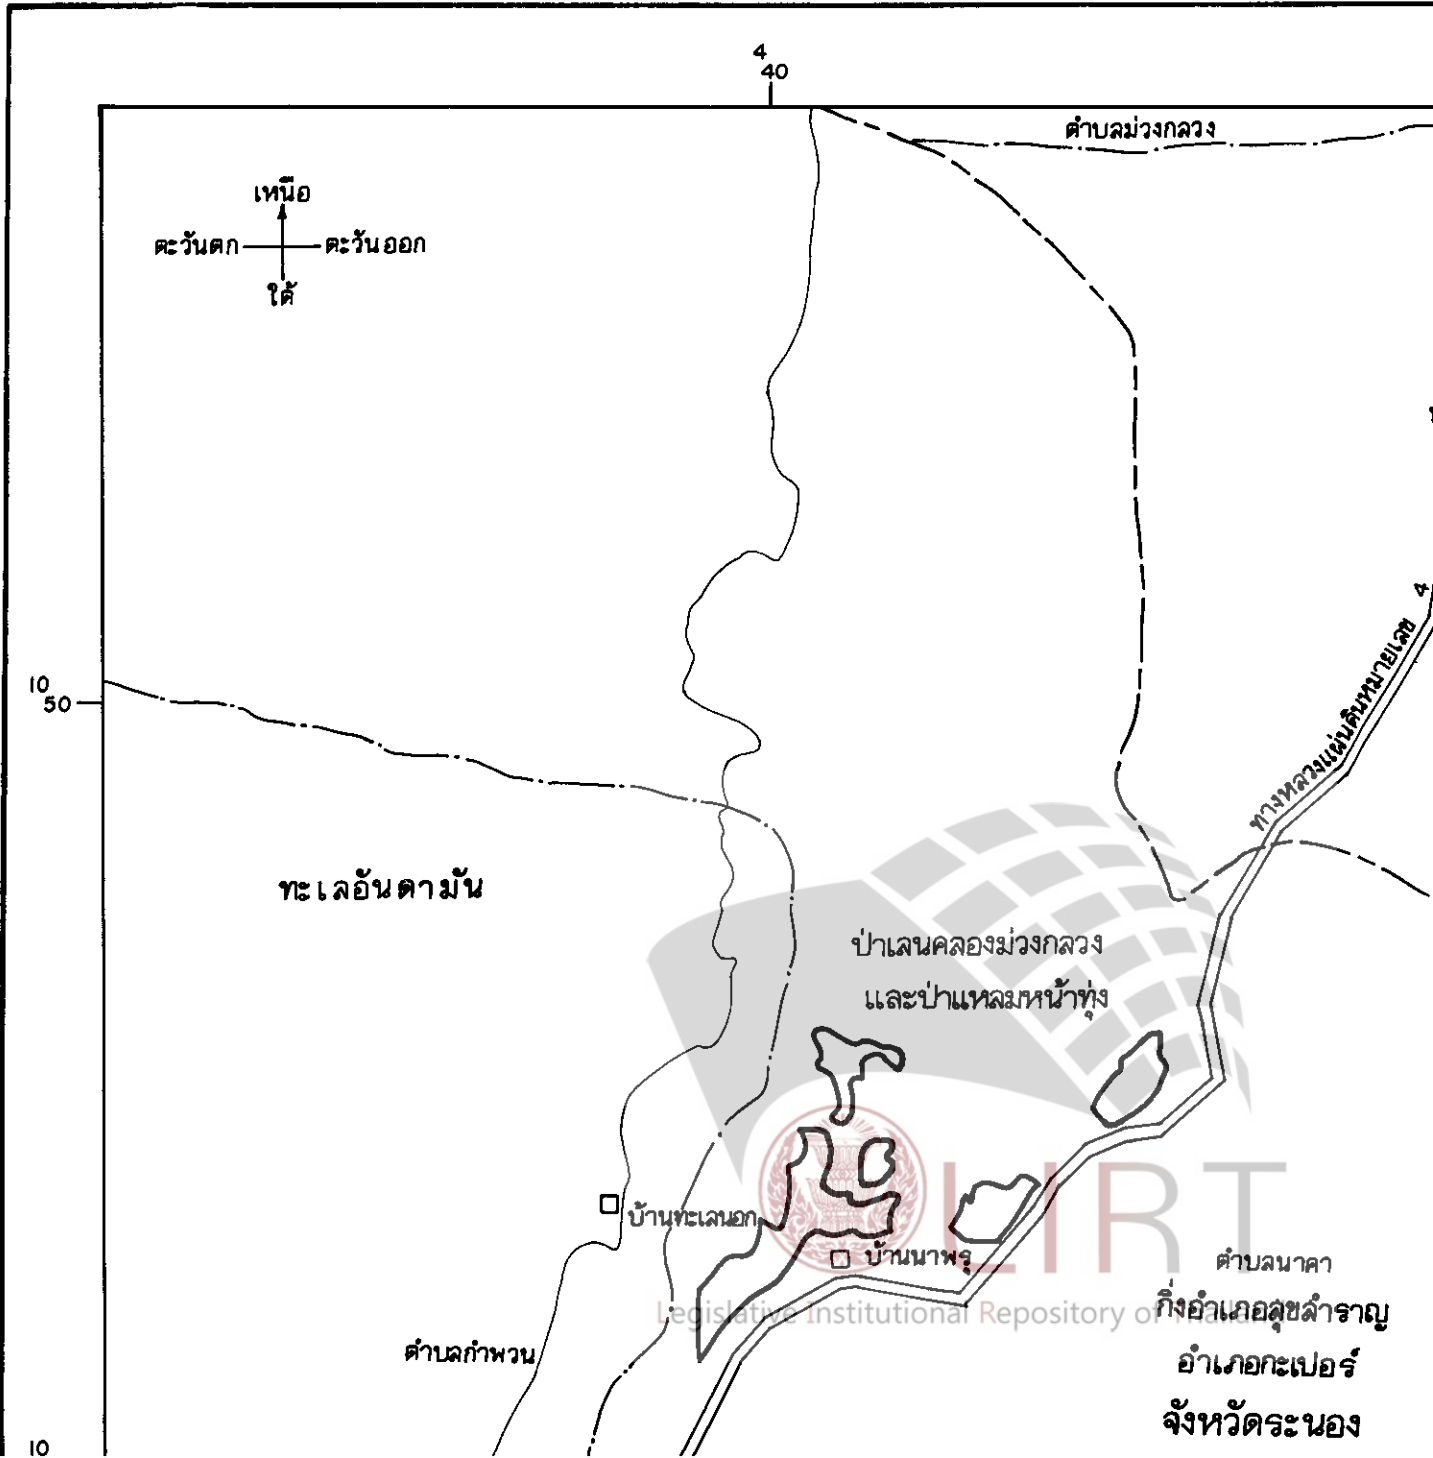 4
40
ตำบลม่วงกลวง
เหนือ
ตะวันตก ตะวันออก
ใต้
4
ทางหลวงแผ่นดินหมายเลข
10
50
ทะเลอันดามัน
ป่าเลนคลองม่วงกลวง
และป่าแหลมหน้าทุ่ง
บ้านทะเลนอก
บ้านนาพรุ
LIRT
Legislative Institutional Repository of Thailand
ตำบลนาคา
กิ่งอำเภอสุขสำราญ
ตำบลกำพวน
อำเภอกะเปอร์
จังหวัดระนอง
10